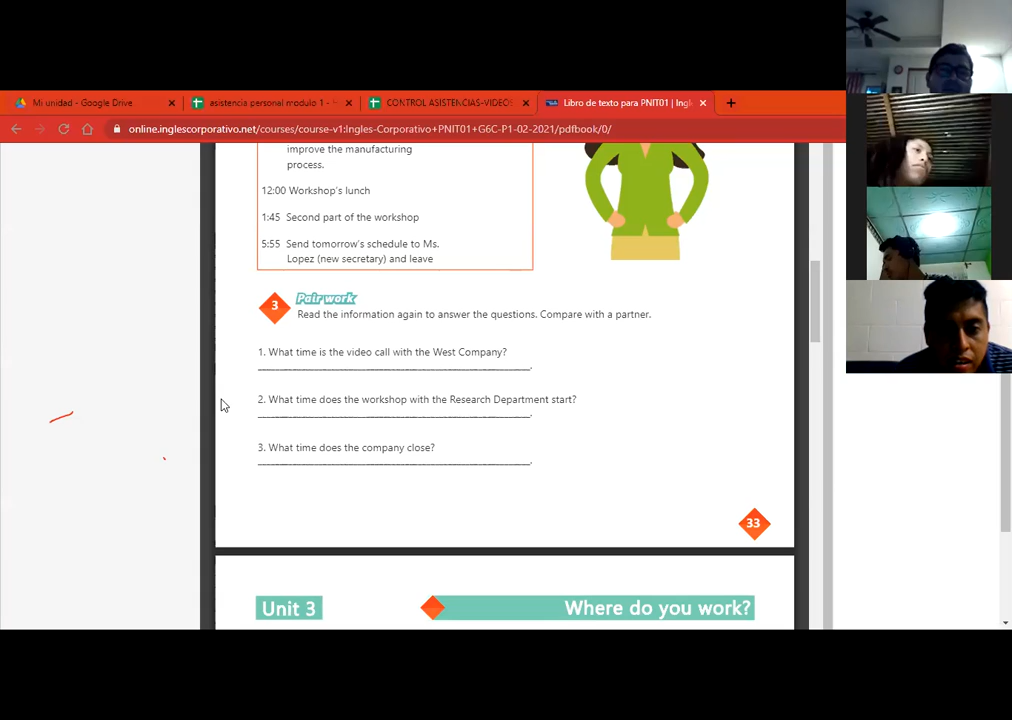 Mi unidad - Google Drive
asistencia personal modulo 1 -
CONTROL ASISTENCIAS-VIDEOS
Libro de texto para PNIT01 | Ingl
online.inglescorporativo.net/courses/course-v1:Ingles-Corporativo+PNIT01+G6C-P1-02-2021/pdfbook/0/
improve the manufacturing
process.
12:00 Workshop's lunch
1:45 Second part of the workshop
5:55 Send tomorrow's schedule to Ms.
Lopez (new secretary) and leave
3 Pair work
Read the information again to answer the questions. Compare with a partner.
1. What time is the video call with the West Company?
2. What time does the workshop with the Research Department start?
3. What time does the company close?
33
Unit 3 Where do you work?